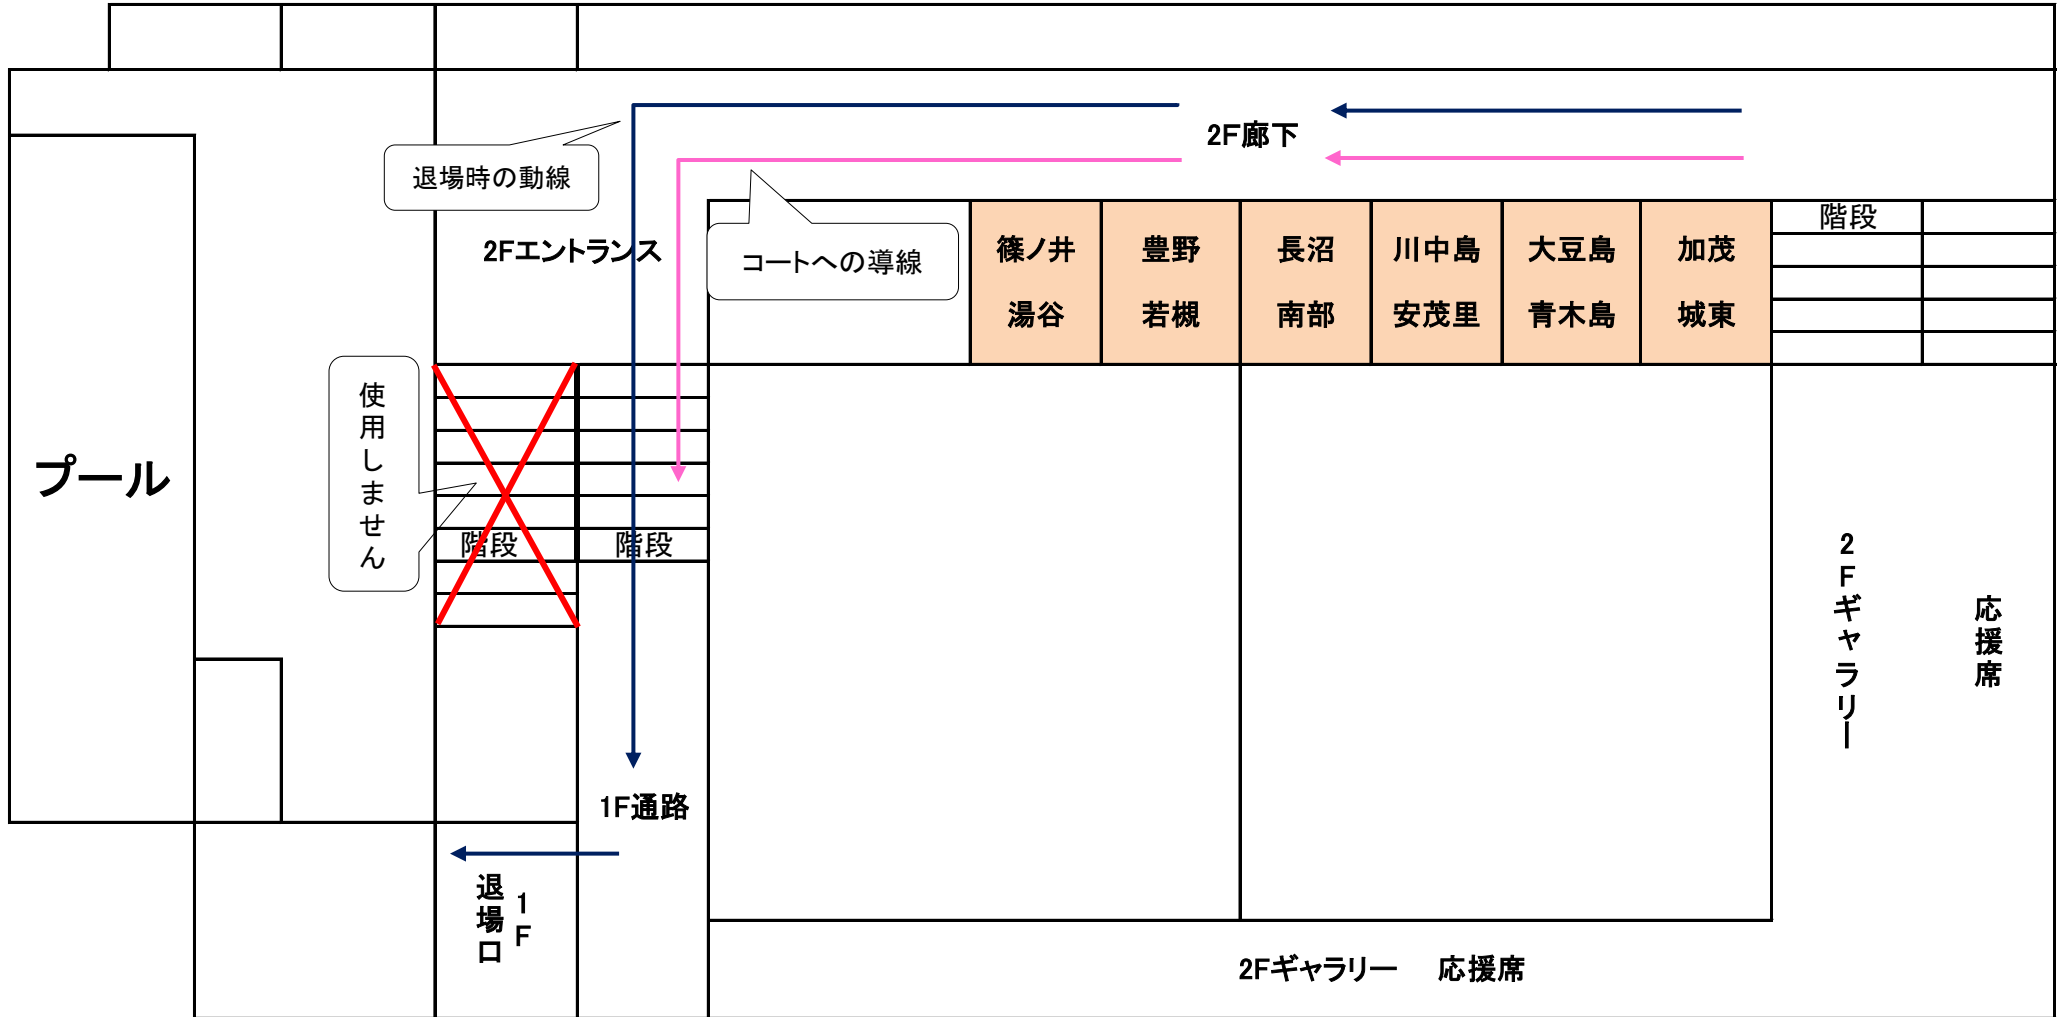 2F廊下
退場時の動線
2Fエントランス
コートへの導線
篠ノ井
湯谷
豊野
若槻
長沼
南部
川中島
安茂里
大豆島
青木島
加茂
城東
階段
使用しません
プール
階段
階段
2Fギャラリー
応援席
1F通路
1F
退場口
2Fギャラリー　応援席